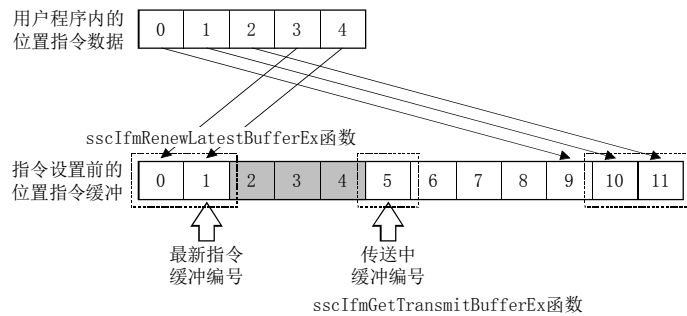 用户程序内的
位置指令数据
0 1 2 3 4
sscIfmRenewLatestBufferEx函数
指令设置前的
位置指令缓冲
0 1 2 3 4 5 6 7 8 9 10 11
最新指令
缓冲编号
传送中
缓冲编号
sscIfmGetTransmitBufferEx函数